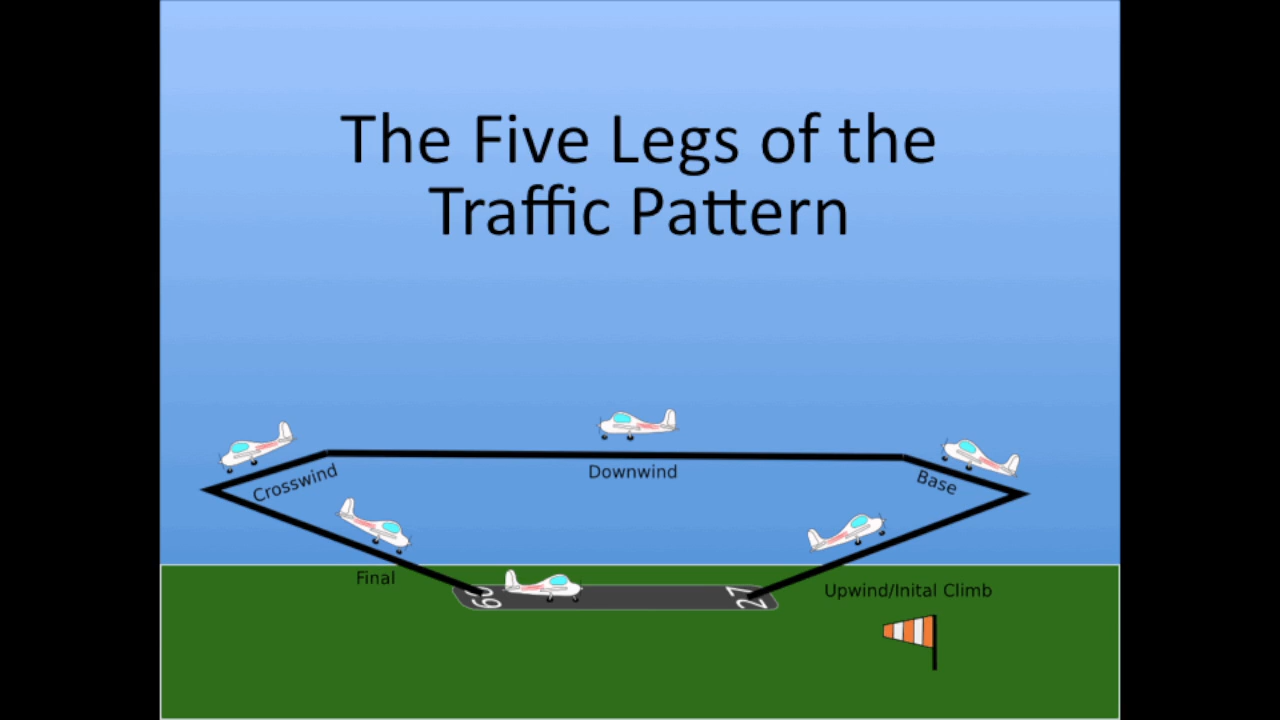 The Five Legs of the
Traffic Pattern
Downwind
Crosswind
Base
Final
Upwind/Inital Climb
09
27